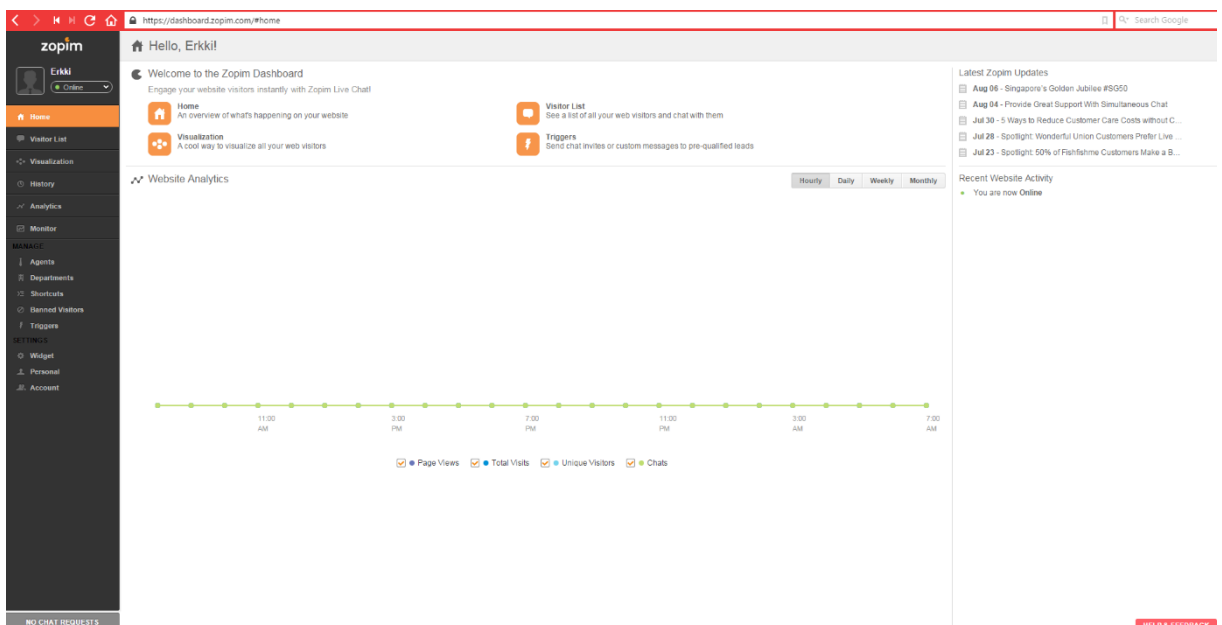 https://dashboard.zopim.com/#home
Search Google
zopim
Erkki
Online
Home
Visitor List
Visualization
History
Analytics
Monitor
MANAGE
Agents
Departments
Shortcuts
Banned Visitors
Triggers
SETTINGS
Widget
Personal
Account
NO CHAT REQUESTS
Hello, Erkki!
Welcome to the Zopim Dashboard
Engage your website visitors instantly with Zopim Live Chat!
Home
An overview of what's happening on your website
Visitor List
See a list of all your web visitors and chat with them
Visualization
A cool way to visualize all your web visitors
Triggers
Send chat invites or custom messages to pre-qualified leads
Website Analytics
Hourly Daily Weekly Monthly
11:00 3:00 7:00 11:00 3:00 7:00
AM PM PM PM AM AM
Page Views Total Visits Unique Visitors Chats
Latest Zopim Updates
Aug 06 - Singapore's Golden Jubilee #SG50
Aug 04 - Provide Great Support With Simultaneous Chat
Jul 30 - 5 Ways to Reduce Customer Care Costs without C...
Jul 28 - Spotlight: Wonderful Union Customers Prefer Live ...
Jul 23 - Spotlight: 50% of Fishfishme Customers Make a B...
Recent Website Activity
You are now Online
HELP & FEEDBACK